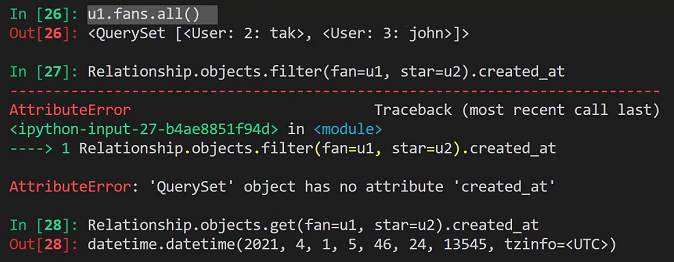 In [26]: u1.fans.all()
Out[26]: <QuerySet [<User: 2: tak>, <User: 3: john>]>
In [27]: Relationship.objects.filter(fan=u1, star=u2).created_at
---------------------------------------------------------------------------
AttributeError                            Traceback (most recent call last)
<ipython-input-27-b4ae8851f94d> in <module>
----> 1 Relationship.objects.filter(fan=u1, star=u2).created_at
AttributeError: 'QuerySet' object has no attribute 'created_at'
In [28]: Relationship.objects.get(fan=u1, star=u2).created_at
Out[28]: datetime.datetime(2021, 4, 1, 5, 46, 24, 13545, tzinfo=<UTC>)